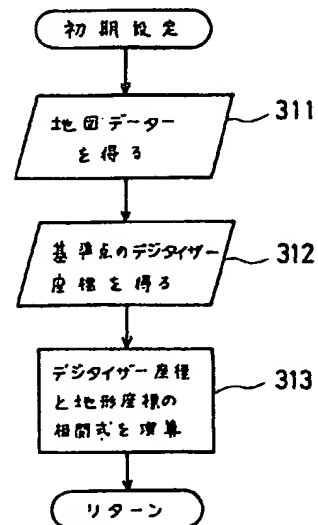 初期設定
地図データー
を得る
311
基準点のデジタイザー
座標を得る
312
デジタイザー座標
と地形座標の
相関式を演算
313
リターン